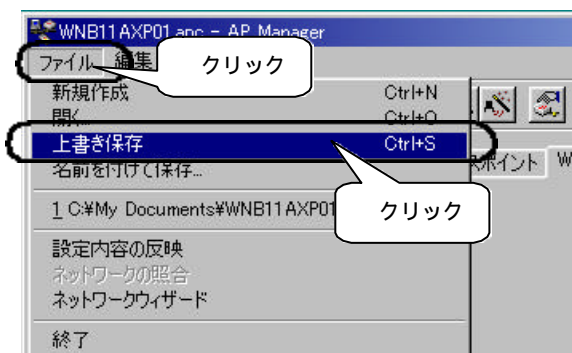 WNB11AXP01.apc - AP Manager
ファイル 編集
クリック
新規作成 Ctrl+N
開く... Ctrl+O
上書き保存 Ctrl+S
名前を付けて保存...
スポイント W
1 C:¥My Documents¥WNB11AXP01
クリック
設定内容の反映
ネットワークの照合
ネットワークウィザード
終了